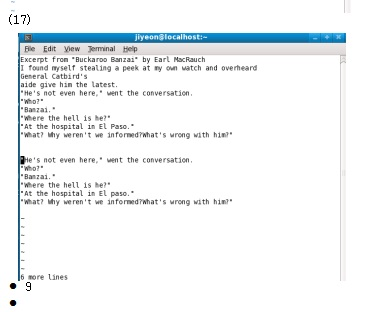 ~
(17)
jiyeon@localhost:~
File Edit View Terminal Help
Excerpt from "Buckaroo Banzai" by Earl MacRauch
I found myself stealing a peek at my own watch and overheard
General Catbird's
aide give him the latest.
"He's not even here," went the conversation.
"Who?"
"Banzai."
"Where the hell is he?"
"At the hospital in El Paso."
"What? Why weren't we informed?What's wrong with him?"
"He's not even here," went the conversation.
"Who?"
"Banzai."
"Where the hell is he?"
"At the hospital in El paso."
"What? Why weren't we informed?What's wrong with him?"
~
~
~
~
~
~
6 more lines
● 9
●